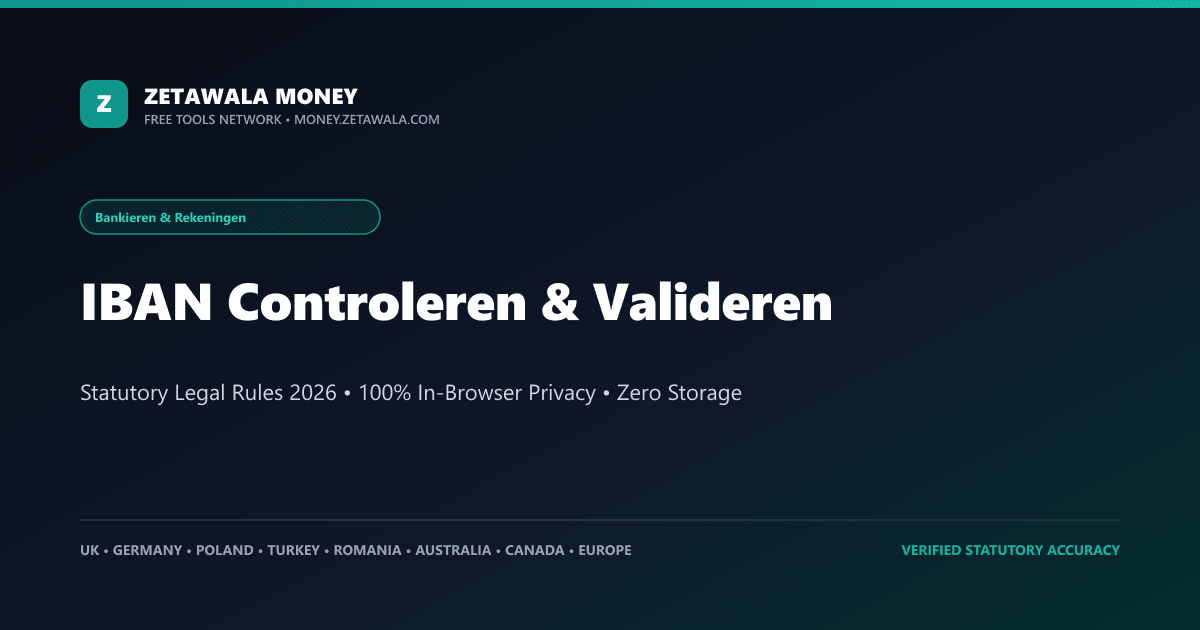 Z
ZETAWALA MONEY
FREE TOOLS NETWORK • MONEY.ZETAWALA.COM
Bankieren & Rekeningen
IBAN Controleren & Valideren
Statutory Legal Rules 2026 • 100% In-Browser Privacy • Zero Storage
UK • GERMANY • POLAND • TURKEY • ROMANIA • AUSTRALIA • CANADA • EUROPE
VERIFIED STATUTORY ACCURACY